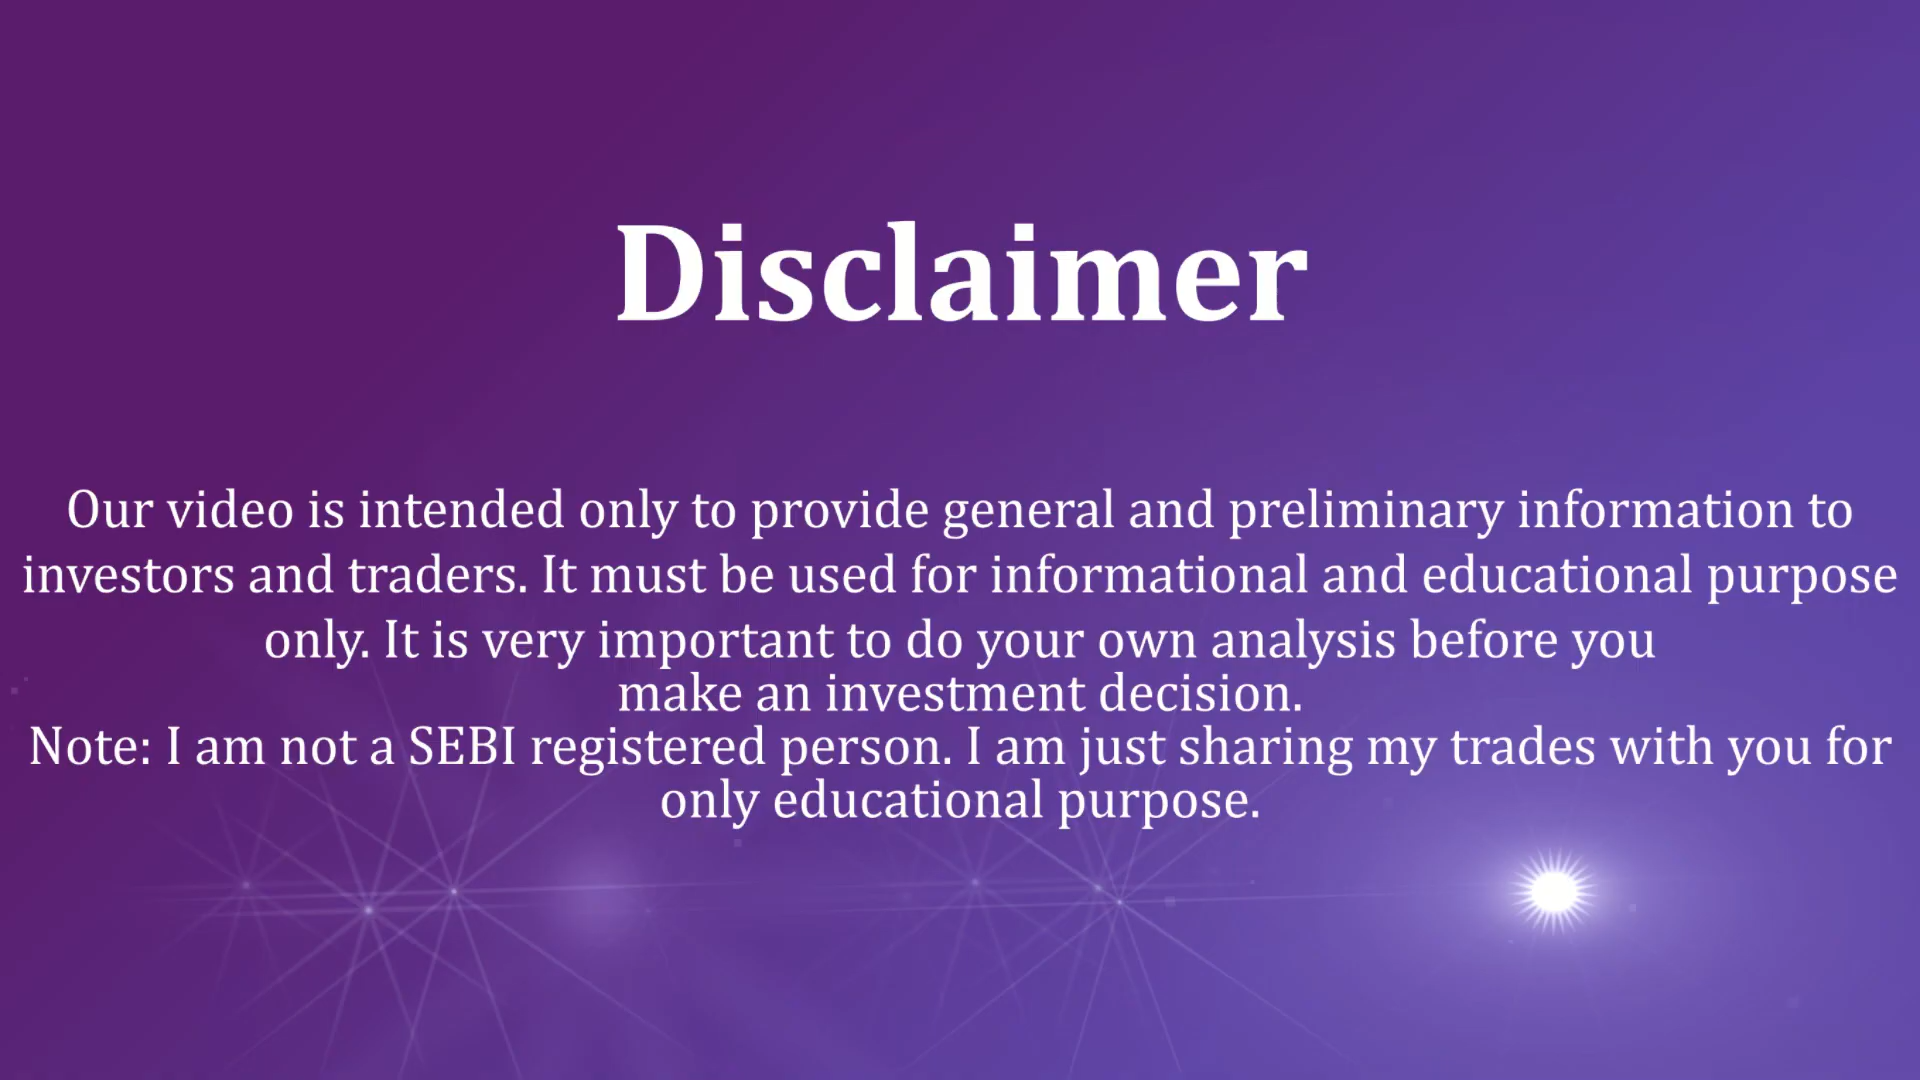 Disclaimer
Our video is intended only to provide general and preliminary information to
investors and traders. It must be used for informational and educational purpose
only. It is very important to do your own analysis before you
make an investment decision.
Note: I am not a SEBI registered person. I am just sharing my trades with you for
only educational purpose.